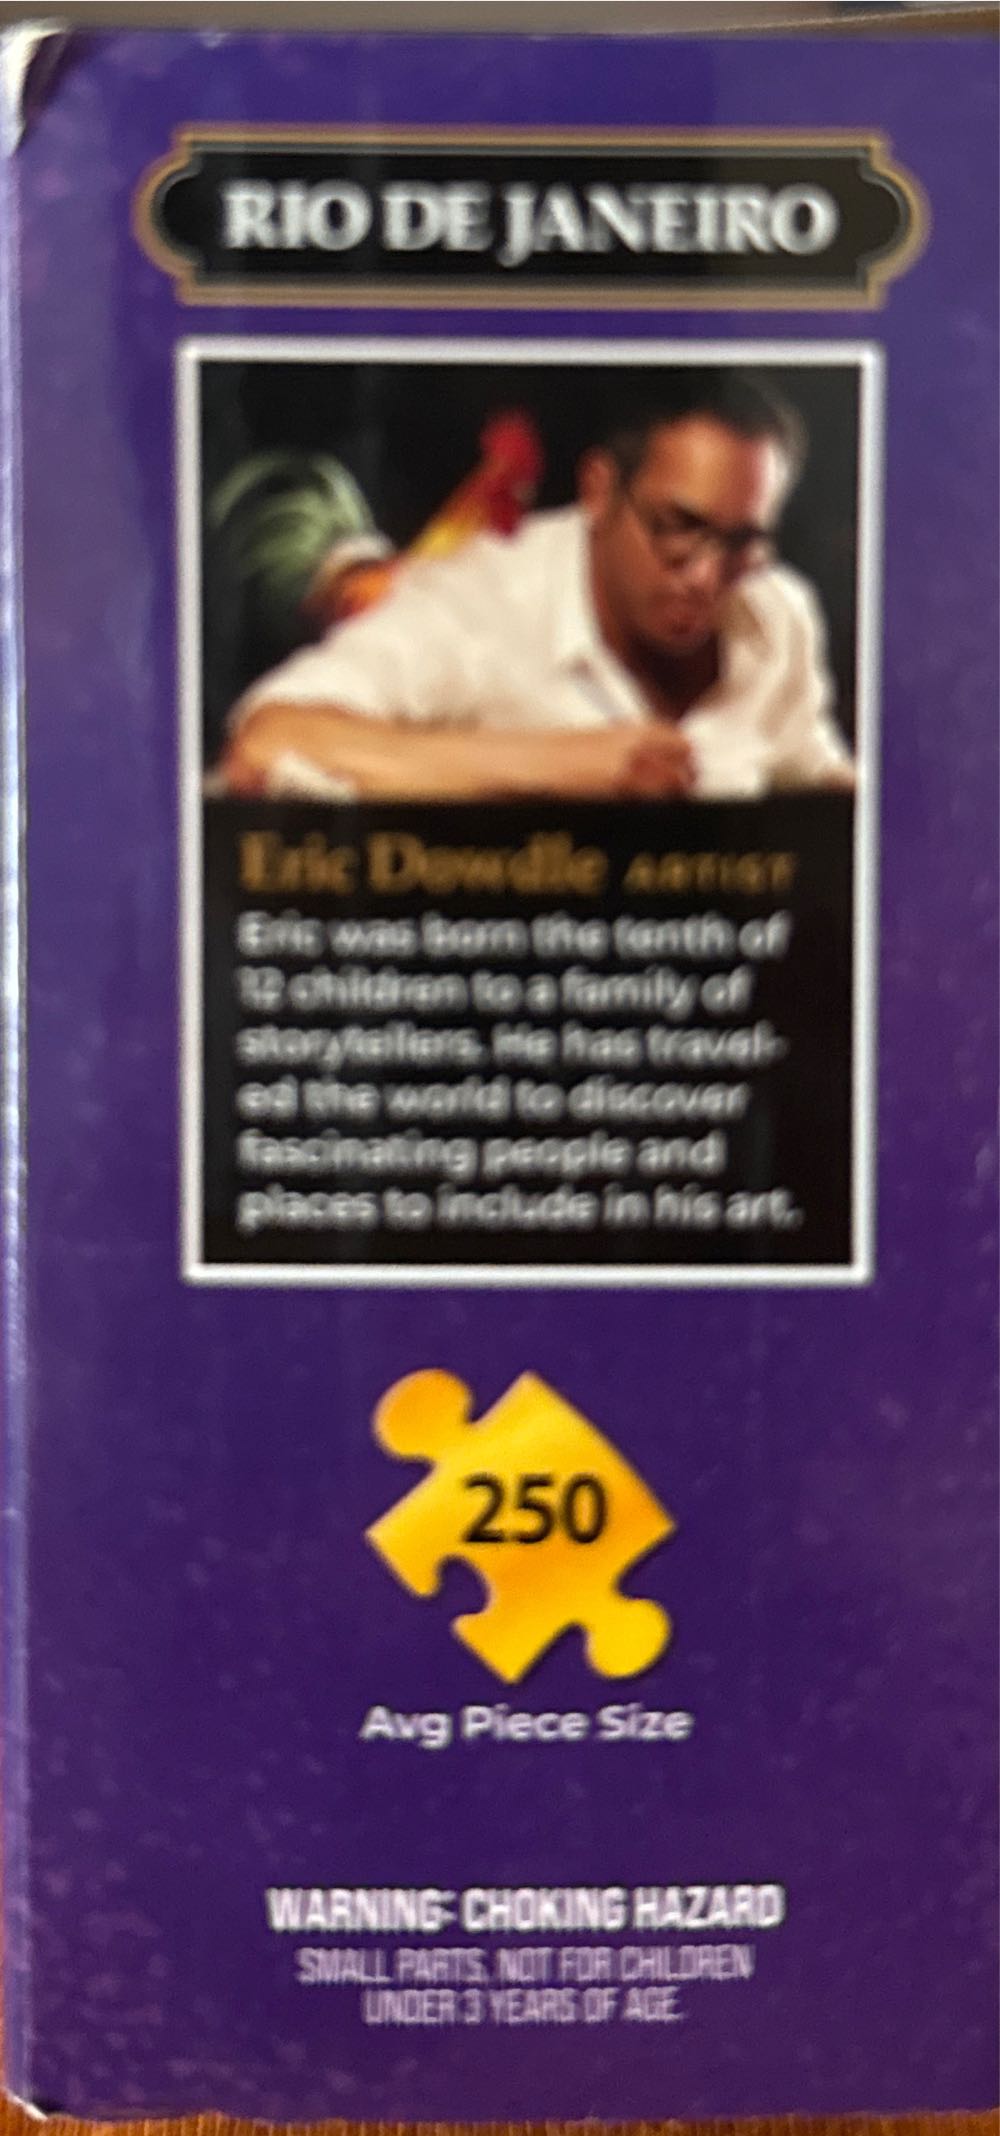 RIO DE JANEIRO
Eric Dowdle ARTIST
Eric was born the tenth of
12 children to a family of
storytellers. He has travel-
ed the world to discover
fascinating people and
places to include in his art.
250
Avg Piece Size
WARNING: CHOKING HAZARD
SMALL PARTS. NOT FOR CHILDREN
UNDER 3 YEARS OF AGE.